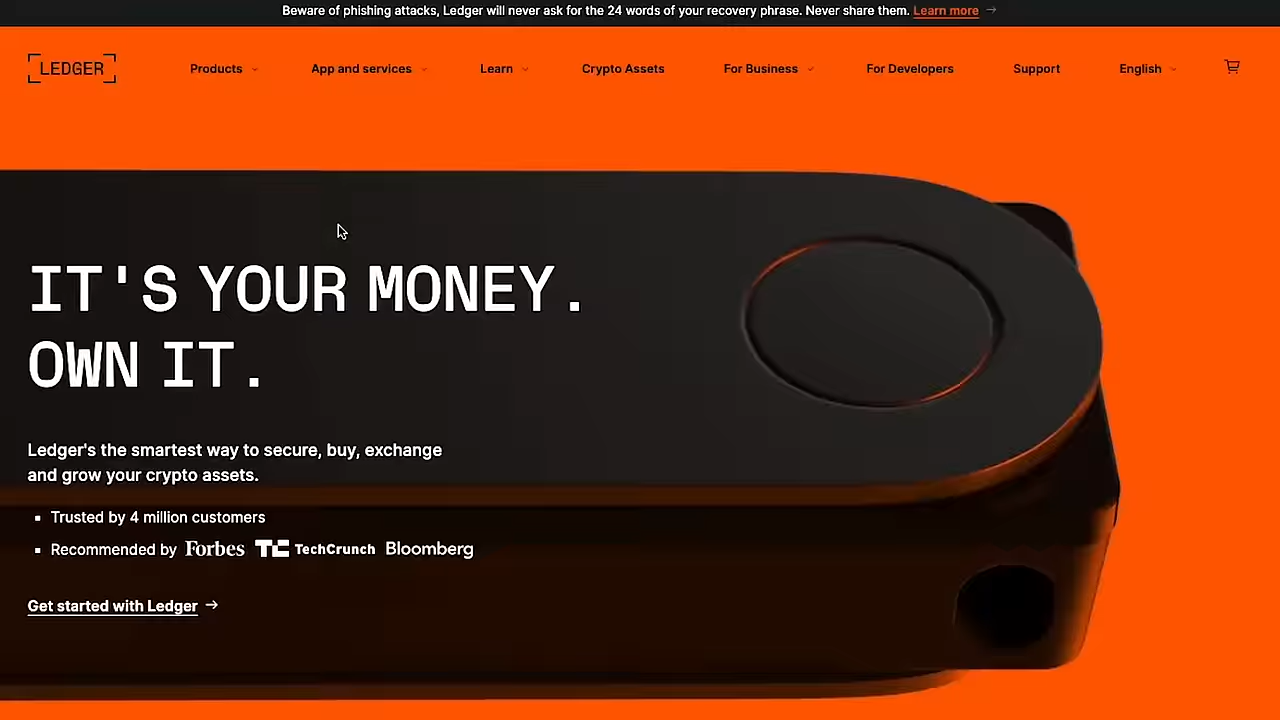 Beware of phishing attacks, Ledger will never ask for the 24 words of your recovery phrase. Never share them. Learn more →
LEDGER Products App and services Learn Crypto Assets For Business For Developers Support English
IT'S YOUR MONEY.
OWN IT.
Ledger's the smartest way to secure, buy, exchange
and grow your crypto assets.
▪ Trusted by 4 million customers
▪ Recommended by Forbes TC TechCrunch Bloomberg
Get started with Ledger →